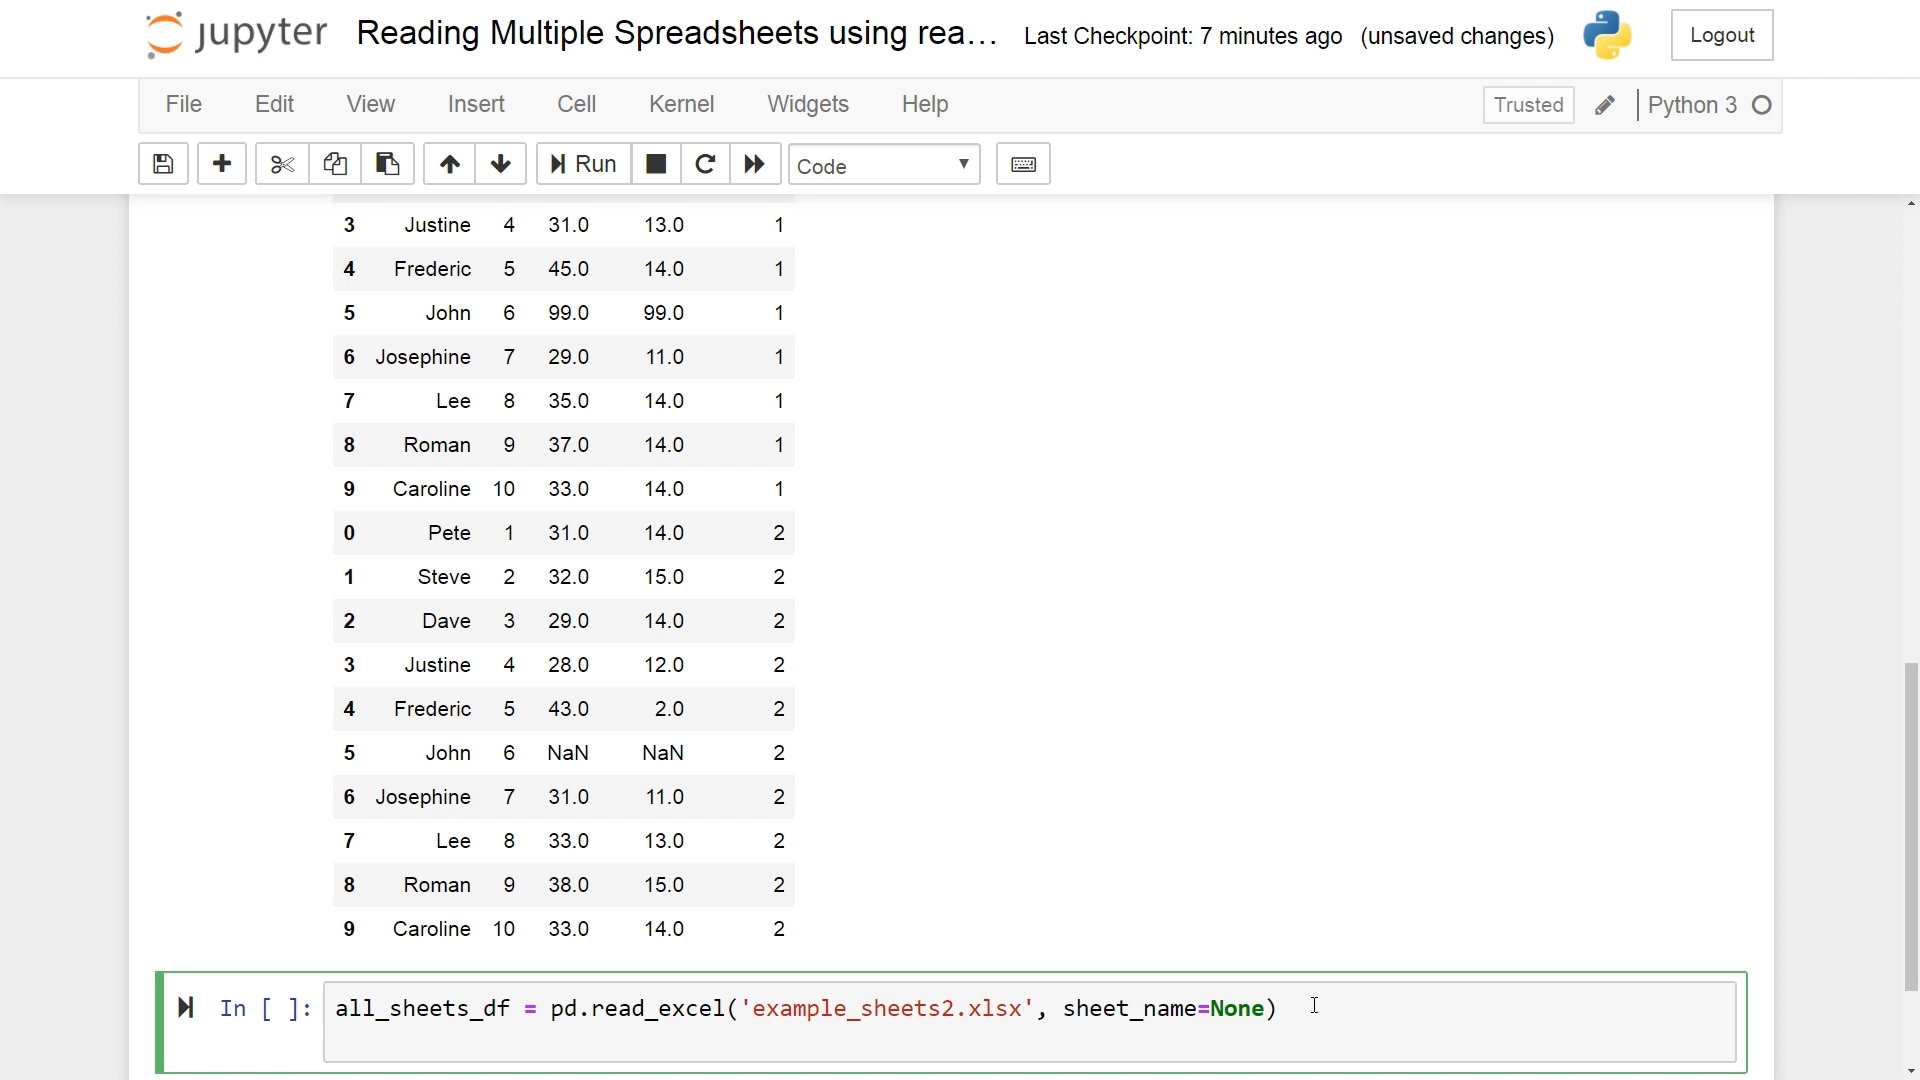 jupyter Reading Multiple Spreadsheets using rea... Last Checkpoint: 7 minutes ago (unsaved changes) Logout
File Edit View Insert Cell Kernel Widgets Help Trusted Python 3
Run Code
3 Justine 4 31.0 13.0 1
4 Frederic 5 45.0 14.0 1
5 John 6 99.0 99.0 1
6 Josephine 7 29.0 11.0 1
7 Lee 8 35.0 14.0 1
8 Roman 9 37.0 14.0 1
9 Caroline 10 33.0 14.0 1
0 Pete 1 31.0 14.0 2
1 Steve 2 32.0 15.0 2
2 Dave 3 29.0 14.0 2
3 Justine 4 28.0 12.0 2
4 Frederic 5 43.0 2.0 2
5 John 6 NaN NaN 2
6 Josephine 7 31.0 11.0 2
7 Lee 8 33.0 13.0 2
8 Roman 9 38.0 15.0 2
9 Caroline 10 33.0 14.0 2
In [ ]: all_sheets_df = pd.read_excel('example_sheets2.xlsx', sheet_name=None)